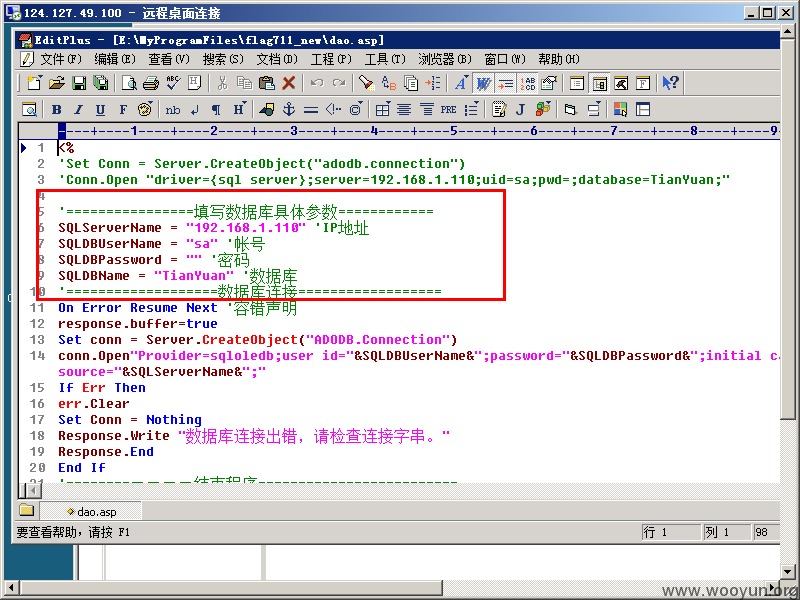 124.127.49.100 - 远程桌面连接
EditPlus - [E:\MyProgramFiles\flag711_new\dao.asp]
文件(F) 编辑(E) 查看(V) 搜索(S) 文档(D) 工程(P) 工具(T) 浏览器(B) 窗口(W) 帮助(H)
B I U F nb ¶ H PRE J
----+----1----+----2----+----3----+----4----+----5----+----6----+----7----+----8----+----9
1 <%
2 'Set Conn = Server.CreateObject("adodb.connection")
3 'Conn.Open "driver={sql server};server=192.168.1.110;uid=sa;pwd=;database=TianYuan;"
4
5 '================填写数据库具体参数============
6 SQLServerName = "192.168.1.110" 'IP地址
7 SQLDBUserName = "sa" '帐号
8 SQLDBPassword = "" '密码
9 SQLDBName = "TianYuan" '数据库
10 '===================数据库连接==================
11 On Error Resume Next '容错声明
12 response.buffer=true
13 Set conn = Server.CreateObject("ADODB.Connection")
14 conn.Open"Provider=sqloledb;user id="&SQLDBUserName&";password="&SQLDBPassword&";initial c
source="&SQLServerName&";"
15 If Err Then
16 err.Clear
17 Set Conn = Nothing
18 Response.Write "数据库连接出错，请检查连接字串。"
19 Response.End
20 End If
dao.asp
要查看帮助，请按 F1
行 1 列 1 98
www.wooyun.org